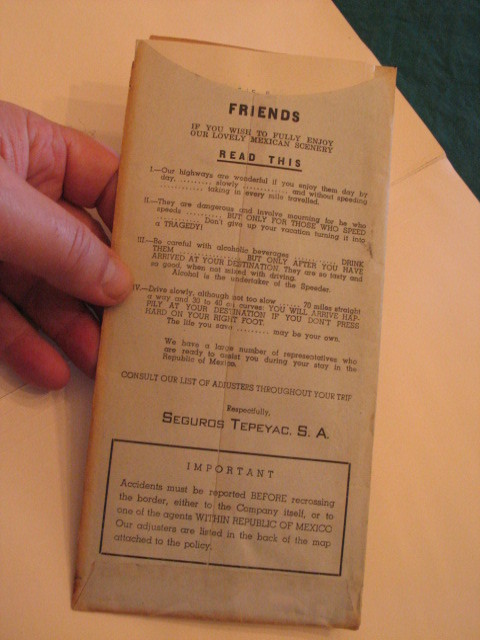 FRIENDS
IF YOU WISH TO FULLY ENJOY
OUR LOVELY MEXICAN SCENERY
READ THIS
I.—Our highways are wonderful if you enjoy them day by
day, ......... slowly ............. and without speeding
............. taking in every mile travelled.
II.—They are dangerous and involve mourning for he who
speeds .......... BUT ONLY FOR THOSE WHO SPEED
............. Don't give up your vacation turning it into
a TRAGEDY!
III.—Be careful with alcoholic beverages ............ DRINK
THEM ............. BUT ONLY AFTER YOU HAVE
ARRIVED AT YOUR DESTINATION. They are so tasty and
so good, when not mixed with driving.
Alcohol is the undertaker of the Speeder.
IV.—Drive slowly, although not too slow ....... 70 miles straight
a way and 30 to 40 on curves: YOU WILL ARRIVE HAP-
PILY AT YOUR DESTINATION IF YOU DON'T PRESS
HARD ON YOUR RIGHT FOOT.
The life you save ......... may be your own.
We have a large number of representatives who
are ready to assist you during your stay in the
Republic of Mexico.
CONSULT OUR LIST OF ADJUSTERS THROUGHOUT YOUR TRIP
Respectfully,
SEGUROS TEPEYAC, S. A.
IMPORTANT
Accidents must be reported BEFORE recrossing
the border, either to the Company itself, or to
one of the agents WITHIN REPUBLIC OF MEXICO
Our adjusters are listed in the back of the map
attached to the policy.